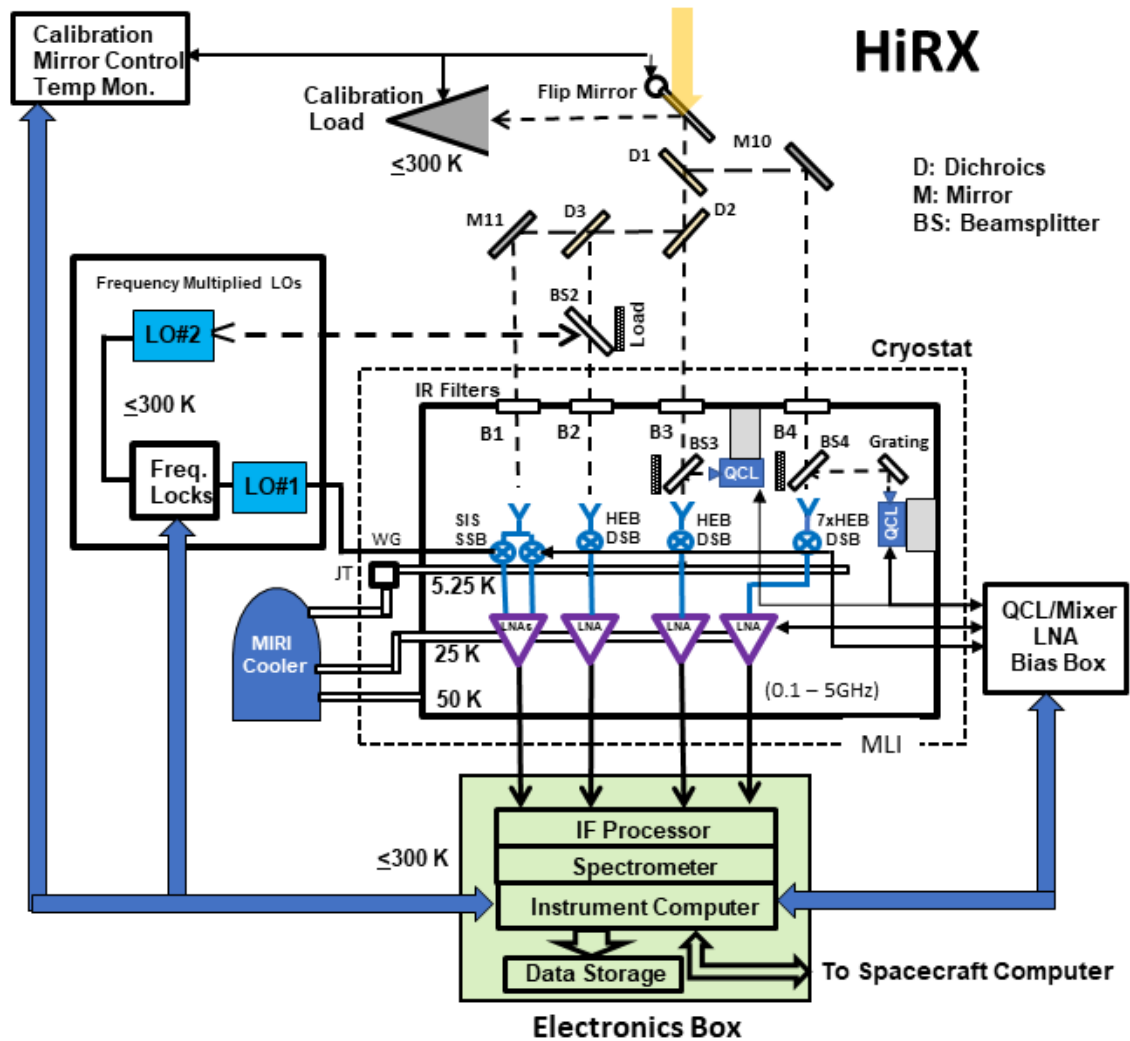 HiRX
Calibration
Mirror Control
Temp Mon.
Calibration
Load
≤300 K
Flip Mirror
D1
M10
D: Dichroics
M: Mirror
BS: Beamsplitter
M11
D3
D2
Frequency Multiplied LOs
LO#2
BS2
Load
Cryostat
≤300 K
IR Filters
B1
B2
B3
BS3
B4
BS4
Grating
QCL
QCL
Freq.
Locks
LO#1
SIS
SSB
HEB
DSB
HEB
DSB
7xHEB
DSB
WG
JT
5.25 K
MIRI
Cooler
LNAs
LNA
LNA
LNA
25 K
50 K
(0.1 – 5GHz)
QCL/Mixer
LNA
Bias Box
MLI
≤300 K
IF Processor
Spectrometer
Instrument Computer
Data Storage
To Spacecraft Computer
Electronics Box